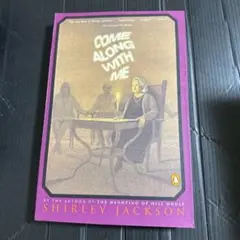 COME
ALONG
WITH
ME
BY THE AUTHOR OF THE HAUNTING OF HILL HOUSE
SHIRLEY JACKSON